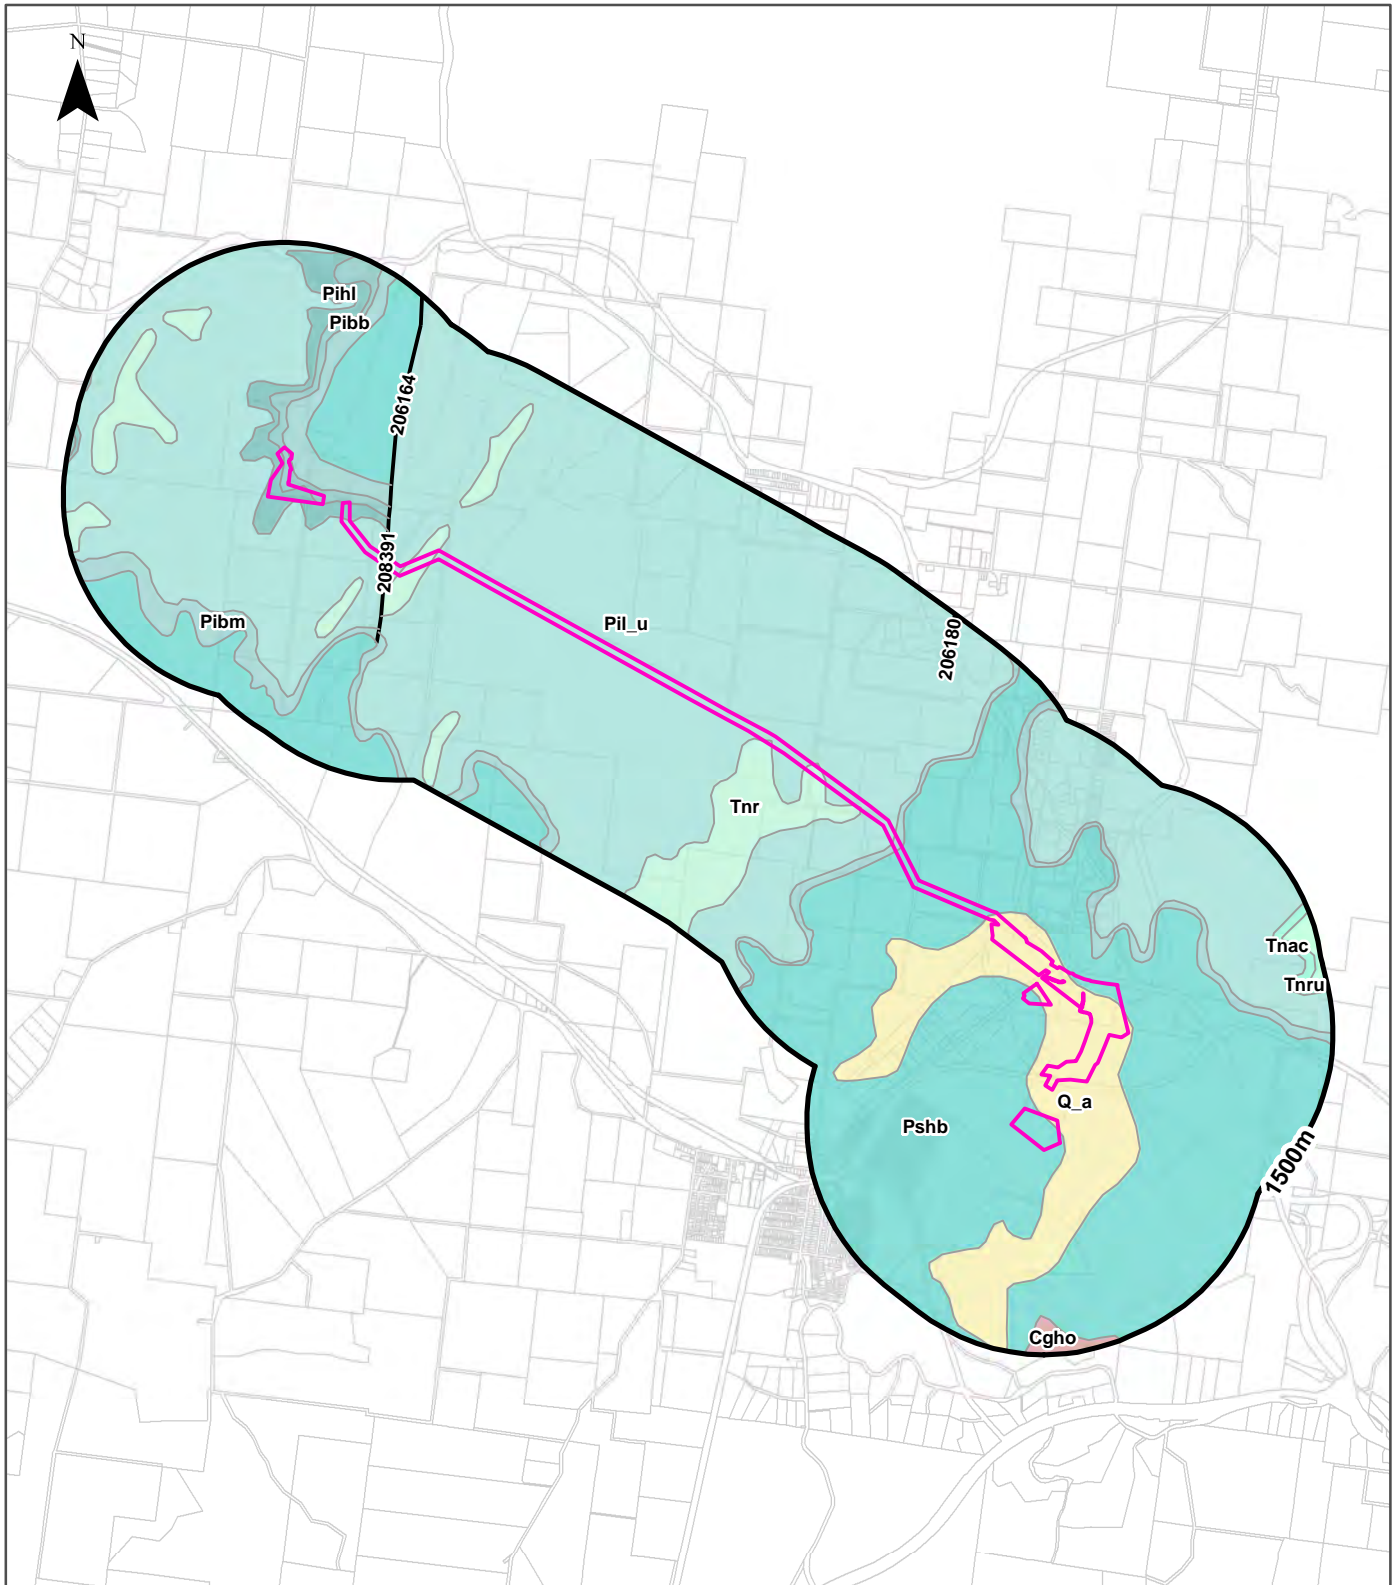 N
Pihl
Pibb
206164
208391
Pibm
Pil_u
206180
Tnr
Tnac
Tnru
Q_a
Pshb
1500m
Cgho